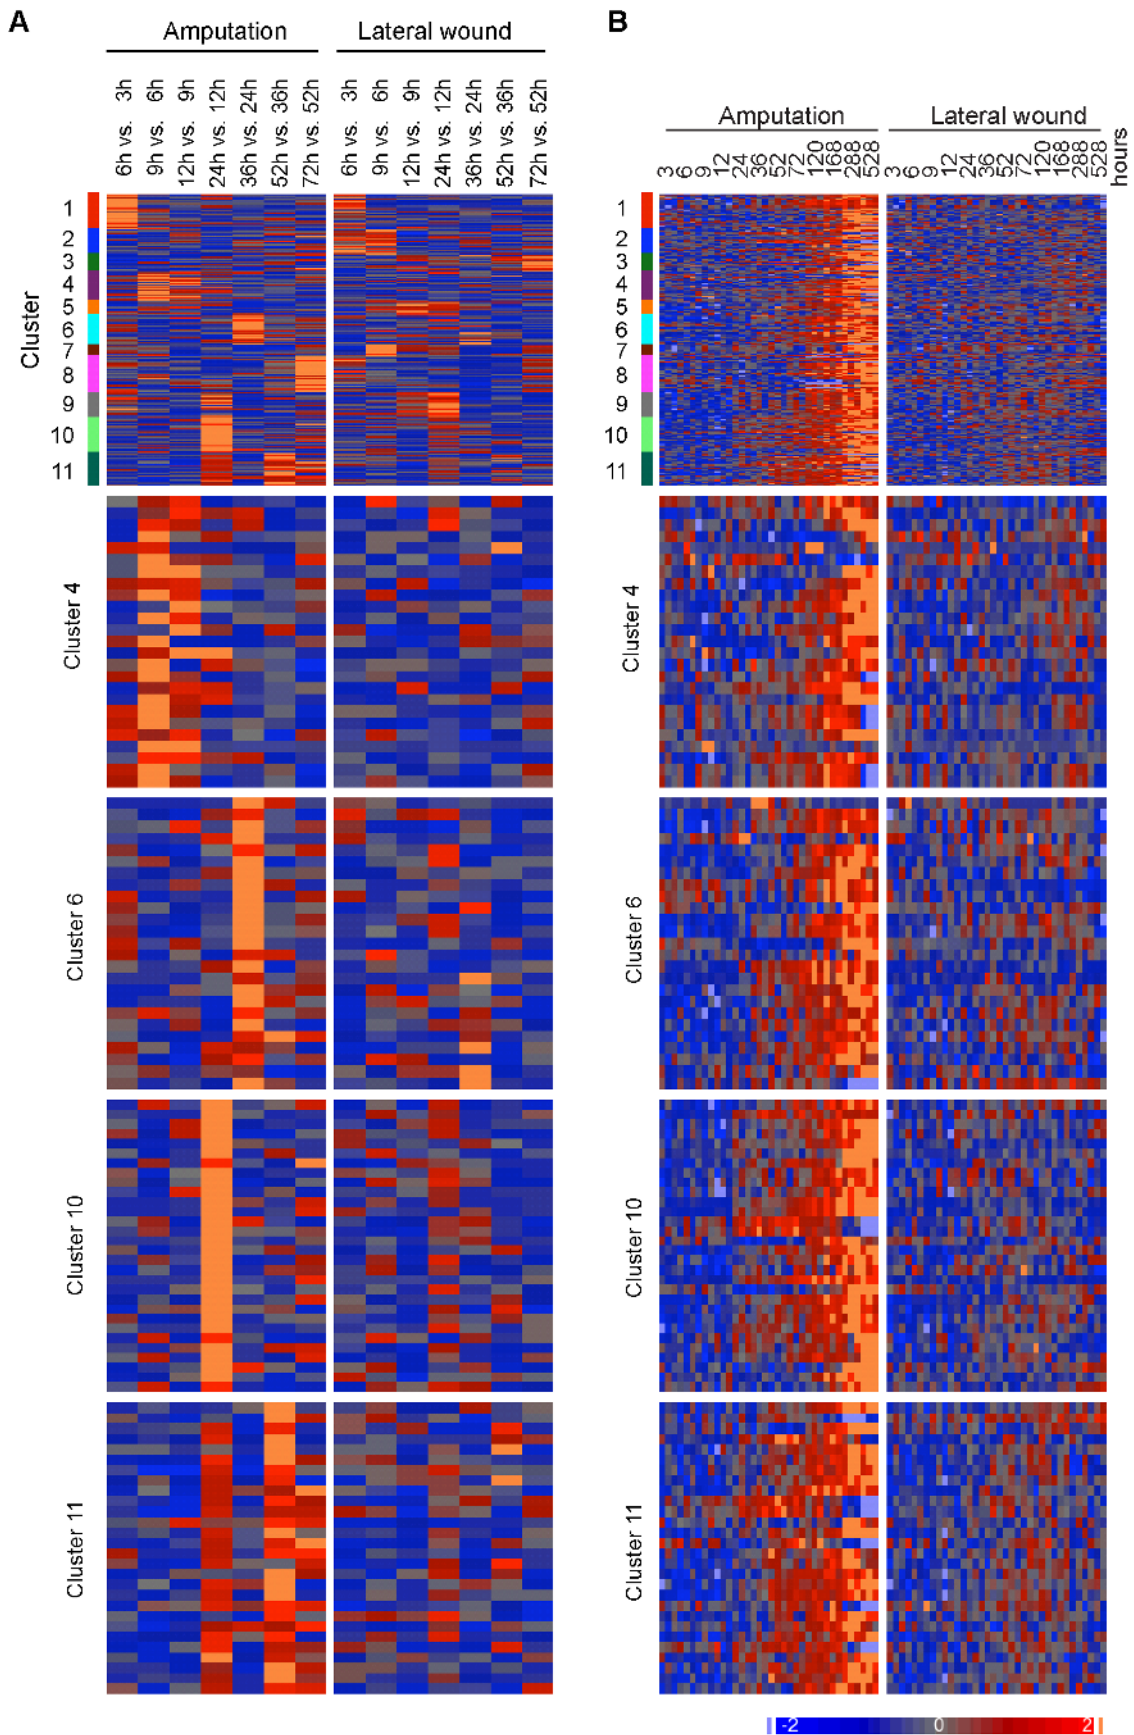 A
Amputation
Lateral wound
6h vs. 3h
9h vs. 6h
12h vs. 9h
24h vs. 12h
36h vs. 24h
52h vs. 36h
72h vs. 52h
6h vs. 3h
9h vs. 6h
12h vs. 9h
24h vs. 12h
36h vs. 24h
52h vs. 36h
72h vs. 52h
Cluster
1
2
3
4
5
6
7
8
9
10
11
Cluster 4
Cluster 6
Cluster 10
Cluster 11
B
Amputation
Lateral wound
3
6
9
12
24
36
52
72
120
168
288
528
3
6
9
12
24
36
52
72
120
168
288
528
hours
1
2
3
4
5
6
7
8
9
10
11
Cluster 4
Cluster 6
Cluster 10
Cluster 11
-2 0 2